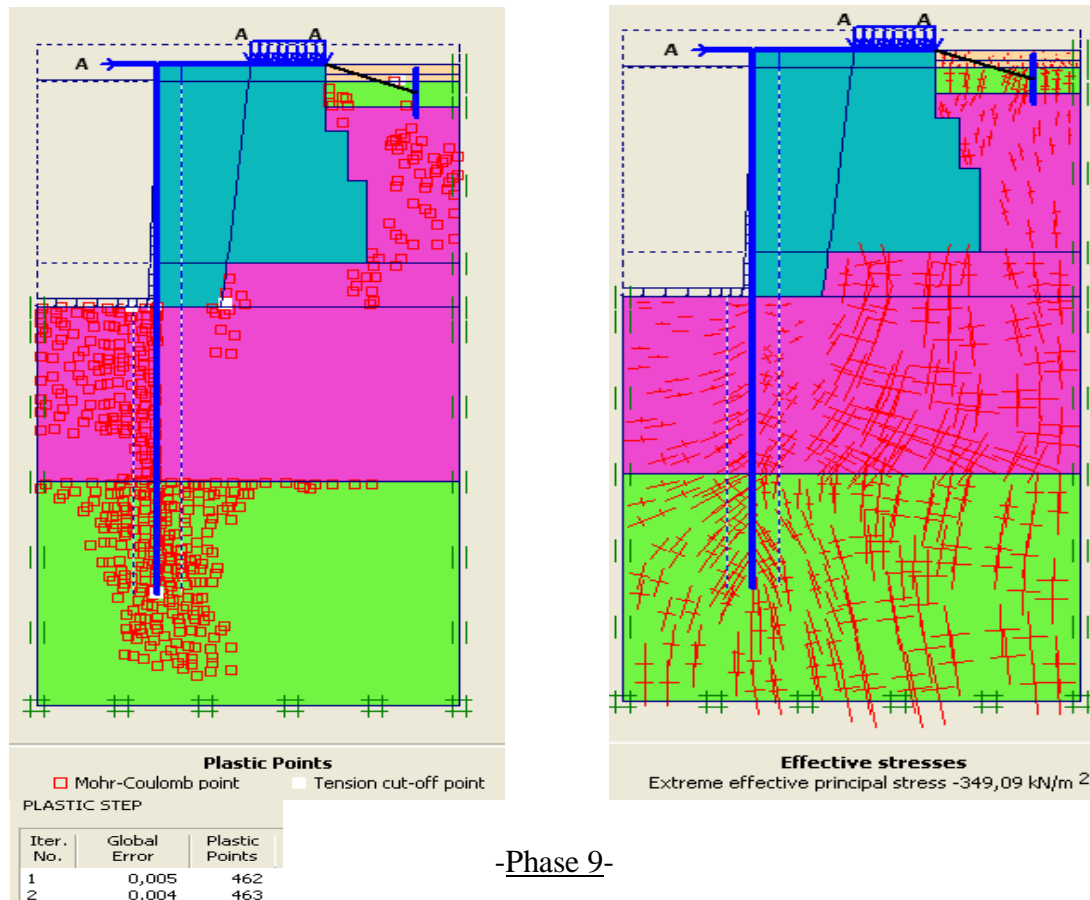 A A
A
A A
A
Plastic Points
Mohr-Coulomb point Tension cut-off point
Effective stresses
Extreme effective principal stress -349,09 kN/m 2
PLASTIC STEP
Iter. No. Global Error Plastic Points
1 0,005 462
2 0,004 463
-Phase 9-